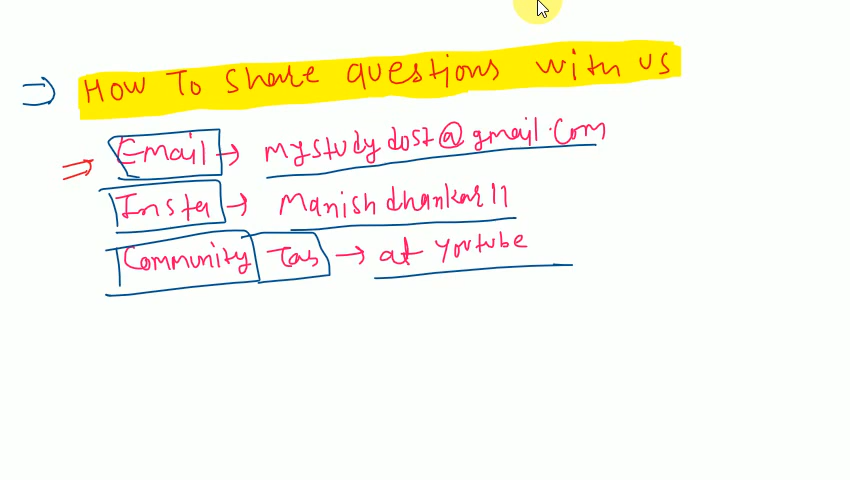 ⇒ How To Share questions with us
⇒ Email → mystudydost@gmail.com
Insta → Manishdhankar11
Community Tab → at Youtube